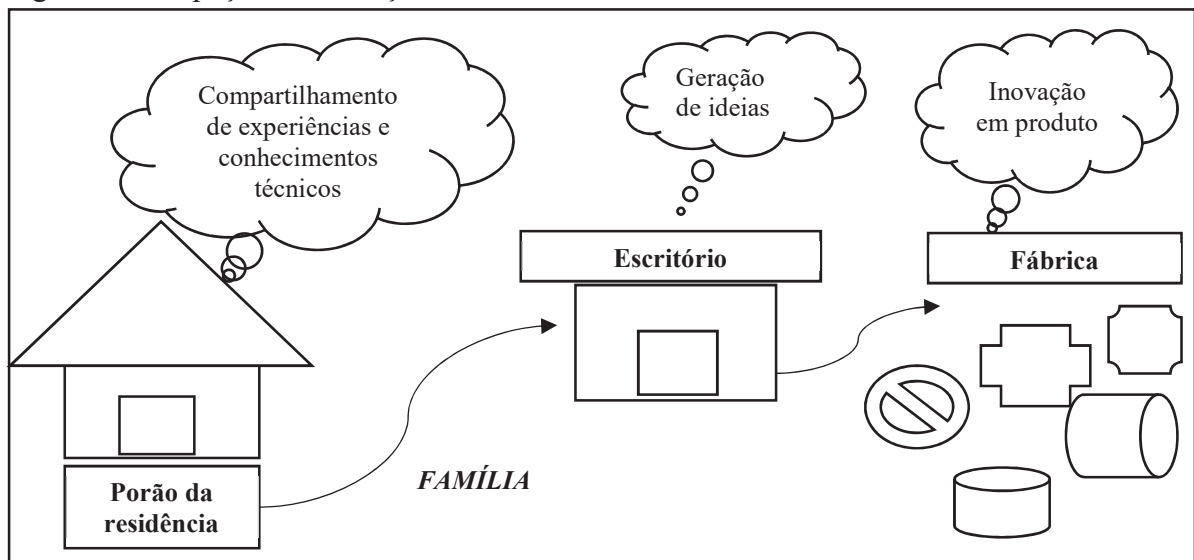 Compartilhamento
de experiências e
conhecimentos
técnicos
Geração
de ideias
Inovação
em produto
Escritório
Fábrica
FAMÍLIA
Porão da
residência